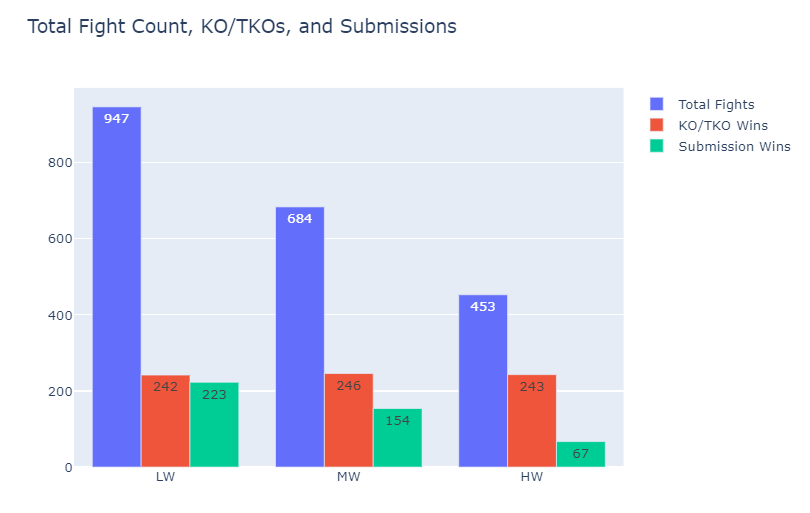 Total Fight Count, KO/TKOs, and Submissions
Total Fights
KO/TKO Wins
Submission Wins
800
600
400
200
0
947
242
223
684
246
154
453
243
67
LW
MW
HW